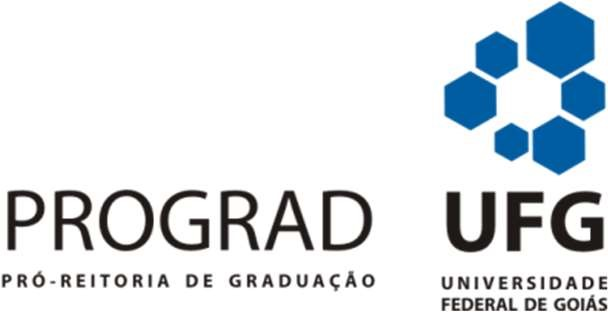 PROGRAD
PRÓ-REITORIA DE GRADUAÇÃO
UFG
UNIVERSIDADE
FEDERAL DE GOIÁS